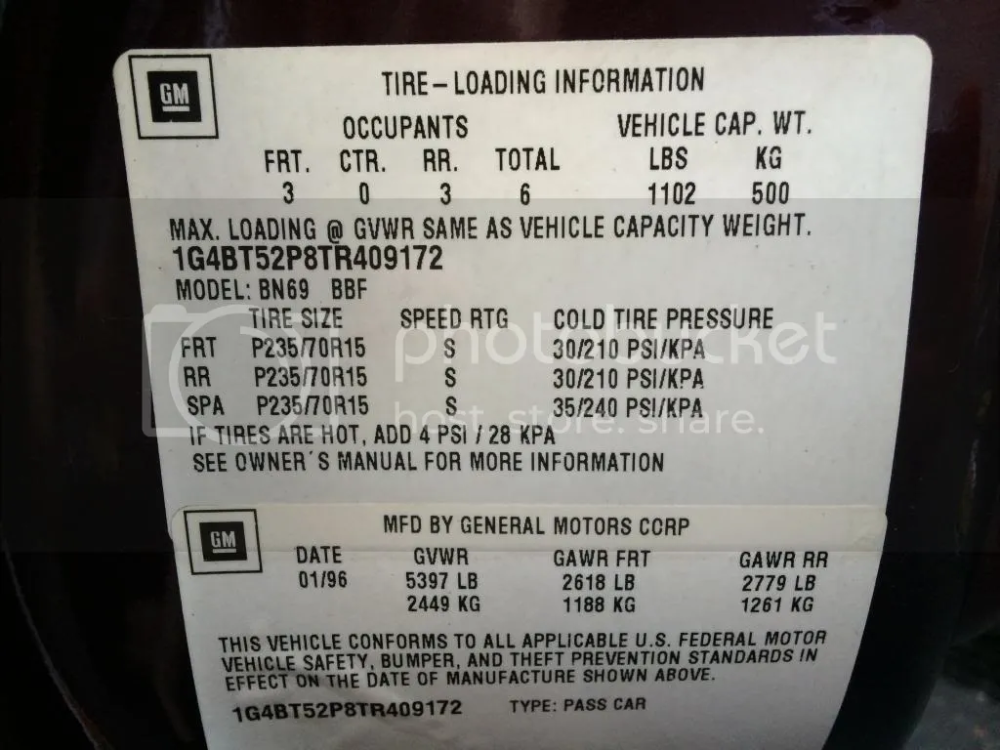 GM
TIRE-LOADING INFORMATION
OCCUPANTS VEHICLE CAP. WT.
FRT. CTR. RR. TOTAL LBS KG
3 0 3 6 1102 500
MAX. LOADING @ GVWR SAME AS VEHICLE CAPACITY WEIGHT.
1G4BT52P8TR409172
MODEL: BN69 BBF
TIRE SIZE SPEED RTG COLD TIRE PRESSURE
FRT P235/70R15 S 30/210 PSI/KPA
RR P235/70R15 S 30/210 PSI/KPA
SPA P235/70R15 S 35/240 PSI/KPA
photobucket
host. store. share.
IF TIRES ARE HOT, ADD 4 PSI / 28 KPA
SEE OWNER'S MANUAL FOR MORE INFORMATION
GM
MFD BY GENERAL MOTORS CORP
DATE GVWR GAWR FRT GAWR RR
01/96 5397 LB 2618 LB 2779 LB
2449 KG 1188 KG 1261 KG
THIS VEHICLE CONFORMS TO ALL APPLICABLE U.S. FEDERAL MOTOR
VEHICLE SAFETY, BUMPER, AND THEFT PREVENTION STANDARDS IN
EFFECT ON THE DATE OF MANUFACTURE SHOWN ABOVE.
1G4BT52P8TR409172 TYPE: PASS CAR